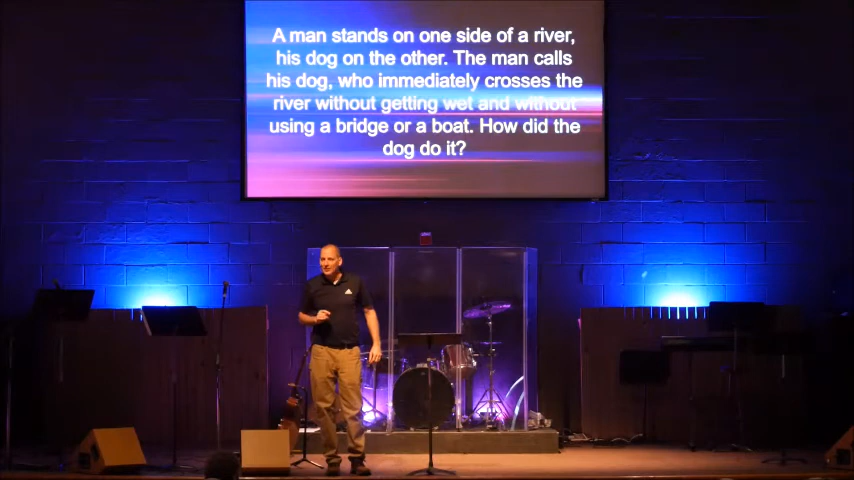 A man stands on one side of a river,
his dog on the other. The man calls
his dog, who immediately crosses the
river without getting wet and without
using a bridge or a boat. How did the
dog do it?